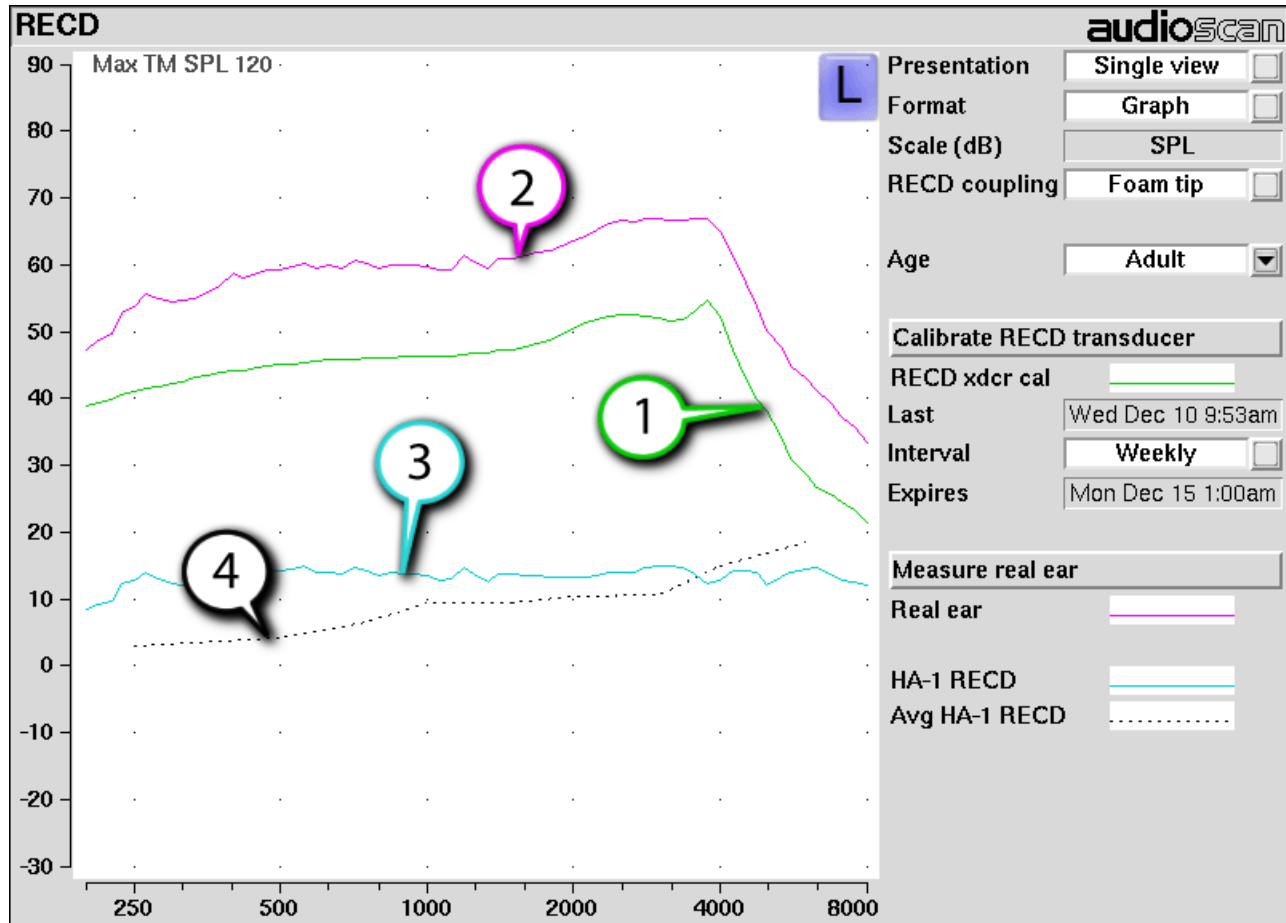 RECD
audioscan
Max TM SPL 120
L
90
80
70
60
50
40
30
20
10
0
-10
-20
-30
250 500 1000 2000 4000 8000
2
1
3
4
Presentation Single view
Format Graph
Scale (dB) SPL
RECD coupling Foam tip
Age Adult
Calibrate RECD transducer
RECD xdcr cal
Last Wed Dec 10 9:53am
Interval Weekly
Expires Mon Dec 15 1:00am
Measure real ear
Real ear
HA-1 RECD
Avg HA-1 RECD